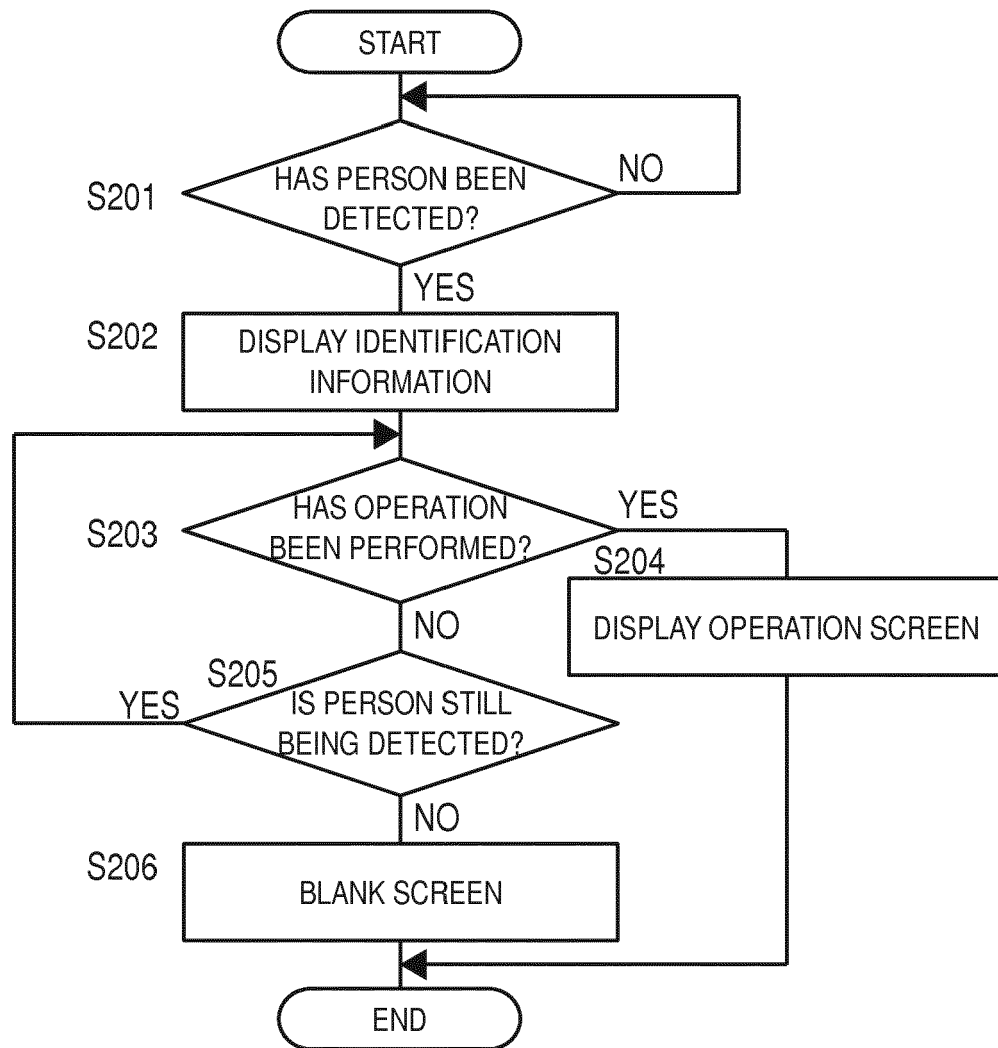 START
HAS PERSON BEEN
DETECTED?
NO
S201
YES
S202
DISPLAY IDENTIFICATION
INFORMATION
HAS OPERATION
BEEN PERFORMED?
YES
S203
S204
DISPLAY OPERATION SCREEN
NO
S205
IS PERSON STILL
BEING DETECTED?
YES
NO
S206
BLANK SCREEN
END